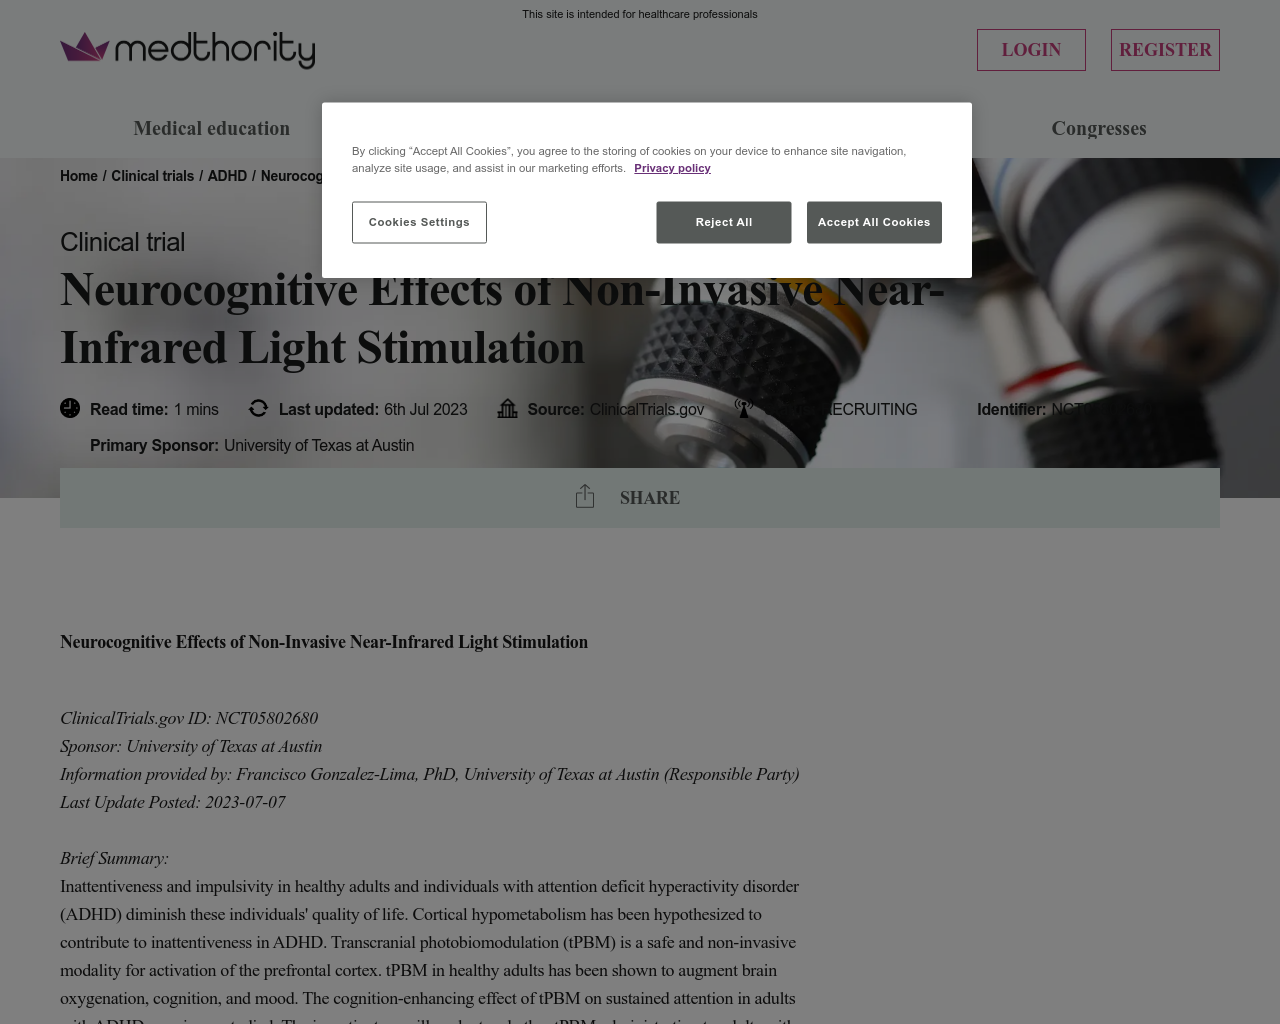 This site is intended for healthcare professionals
medthority
LOGIN
REGISTER
Medical education
Congresses
By clicking “Accept All Cookies”, you agree to the storing of cookies on your device to enhance site navigation,
analyze site usage, and assist in our marketing efforts. Privacy policy
Cookies Settings
Reject All
Accept All Cookies
Home / Clinical trials / ADHD /
Clinical trial
Neurocognitive Effects of Non-Invasive Near-
Infrared Light Stimulation
Read time: 1 mins
Last updated: 6th Jul 2023
Source: ClinicalTrials.gov
Identifier:
Primary Sponsor: University of Texas at Austin
SHARE
Neurocognitive Effects of Non-Invasive Near-Infrared Light Stimulation
ClinicalTrials.gov ID: NCT05802680
Sponsor: University of Texas at Austin
Information provided by: Francisco Gonzalez-Lima, PhD, University of Texas at Austin (Responsible Party)
Last Update Posted: 2023-07-07
Brief Summary:
Inattentiveness and impulsivity in healthy adults and individuals with attention deficit hyperactivity disorder
(ADHD) diminish these individuals' quality of life. Cortical hypometabolism has been hypothesized to
contribute to inattentiveness in ADHD. Transcranial photobiomodulation (tPBM) is a safe and non-invasive
modality for activation of the prefrontal cortex. tPBM in healthy adults has been shown to augment brain
oxygenation, cognition, and mood. The cognition-enhancing effect of tPBM on sustained attention in adults